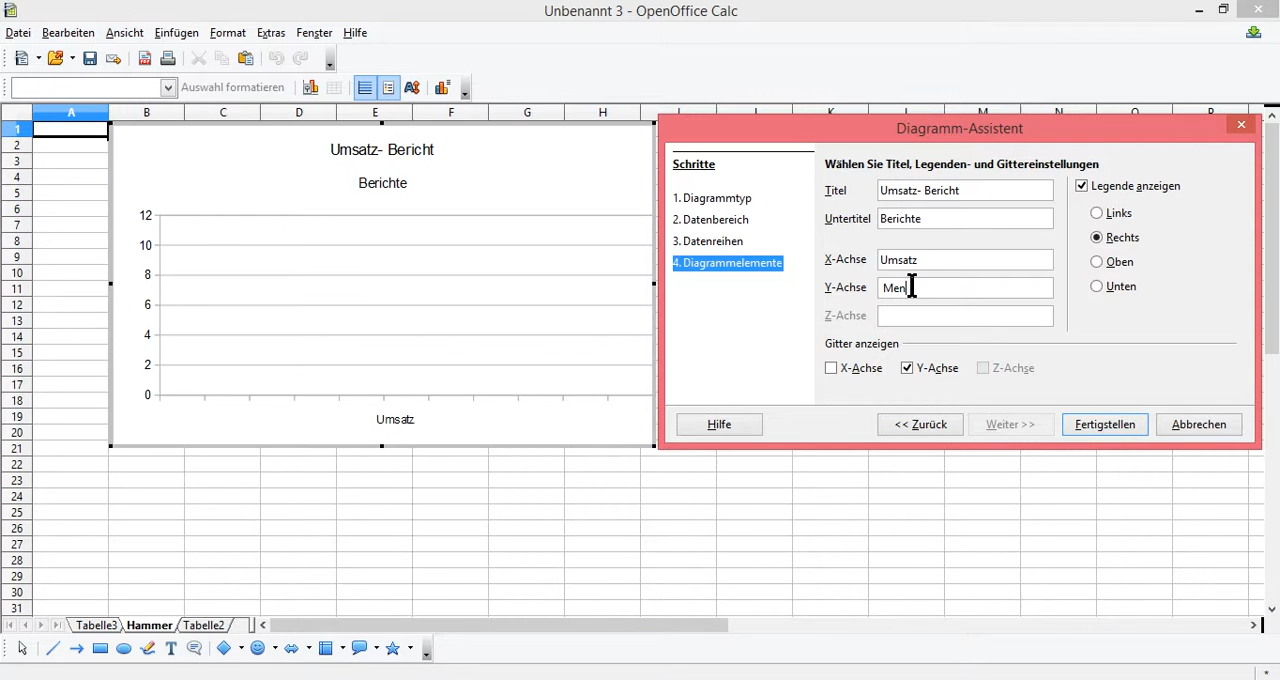 Unbenannt 3 - OpenOffice Calc
Datei Bearbeiten Ansicht Einfügen Format Extras Fenster Hilfe
Auswahl formatieren
A B C D E F G H I J K L M N O P
1
2
3
4
5
6
7
8
9
10
11
12
13
14
15
16
17
18
19
20
21
22
23
24
25
26
27
28
29
30
31
Umsatz- Bericht
Berichte
12
10
8
6
4
2
0
Umsatz
Diagramm-Assistent
Schritte
1. Diagrammtyp
2. Datenbereich
3. Datenreihen
4. Diagrammelemente
Wählen Sie Titel, Legenden- und Gittereinstellungen
Titel Umsatz- Bericht
Untertitel Berichte
X-Achse Umsatz
Y-Achse Men
Z-Achse
Legende anzeigen
Links
Rechts
Oben
Unten
Gitter anzeigen
X-Achse Y-Achse Z-Achse
Hilfe << Zurück Weiter >> Fertigstellen Abbrechen
Tabelle3 Hammer Tabelle2